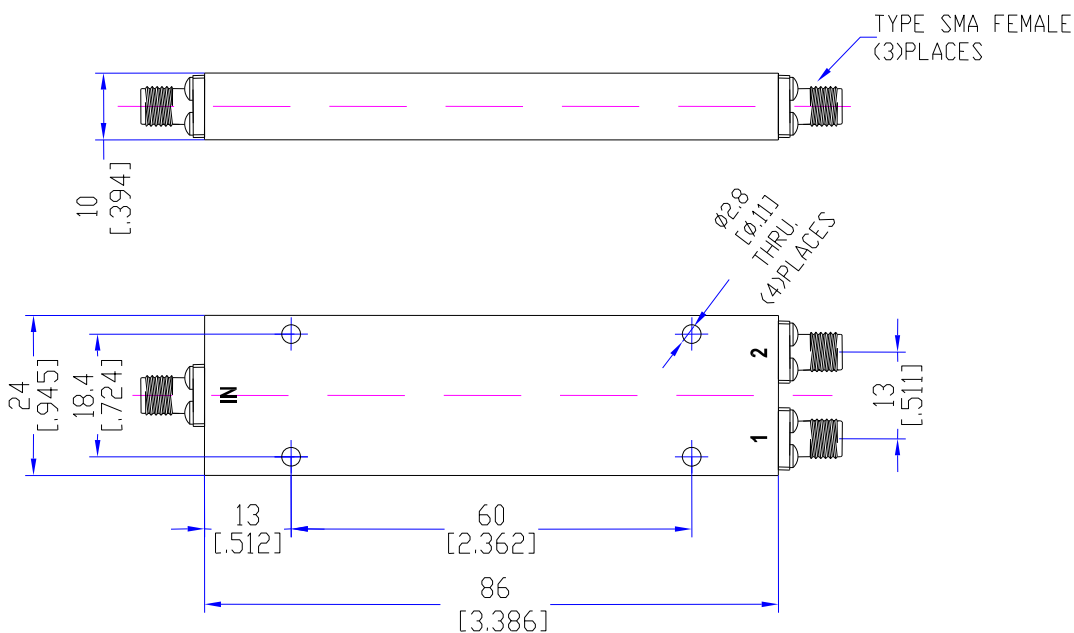 TYPE SMA FEMALE
(3)PLACES
10
[.394]
Ø2.8
[Ø.11]
THRU.
(4)PLACES
24
[.945]
18.4
[.724]
IN
2
1
13
[.511]
13
[.512]
60
[2.362]
86
[3.386]